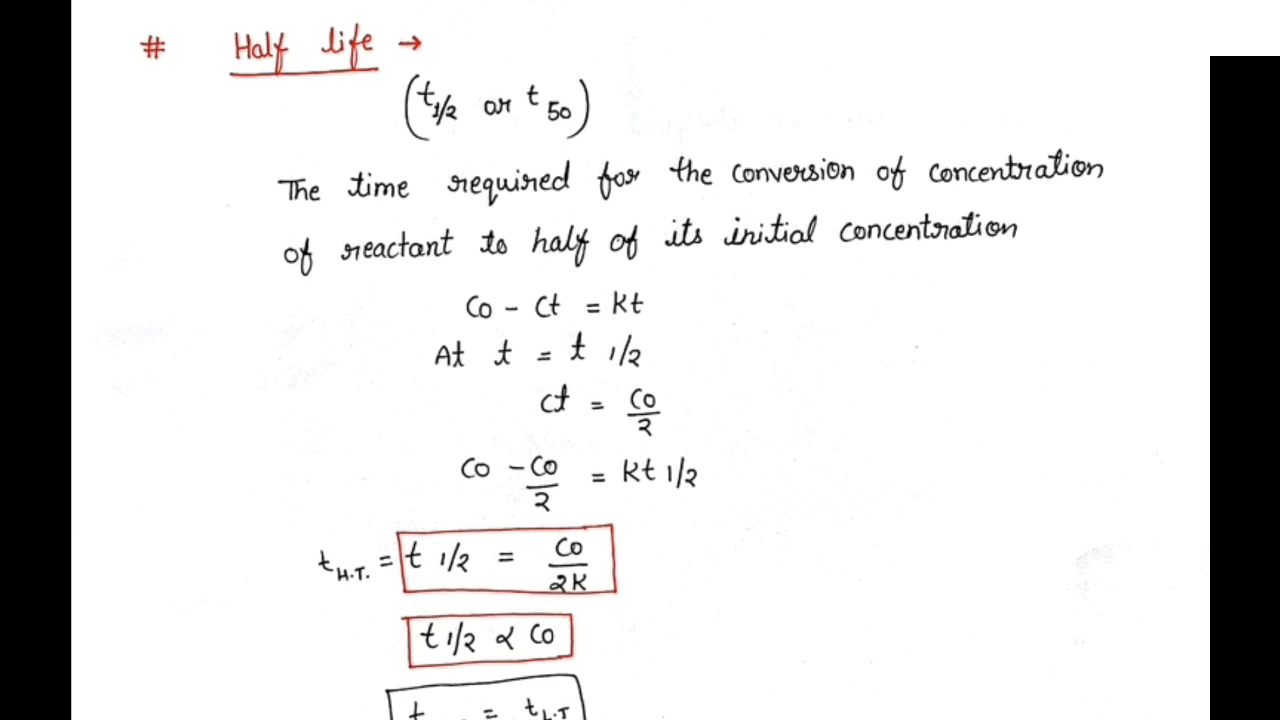 # Half life →
(t1/2 or t50)
The time required for the conversion of concentration
of reactant to half of its initial concentration
Co - Ct = Kt
At t = t 1/2
Ct = Co/2
Co - Co/2 = Kt 1/2
tH.T. = t 1/2 = Co/2K
t 1/2 ∝ Co
t = tL.T